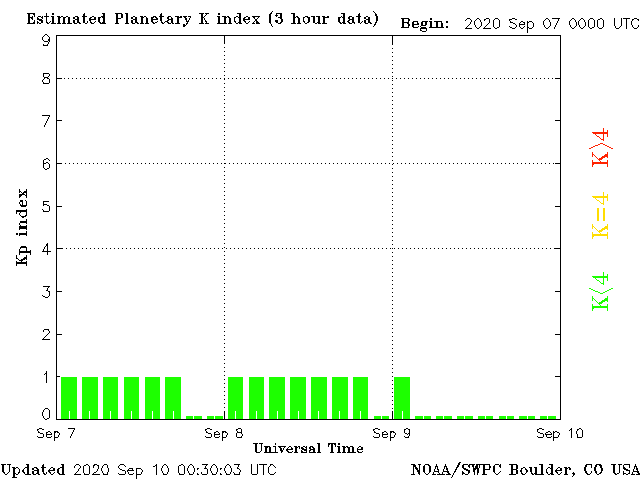 Estimated Planetary K index (3 hour data)
Begin: 2020 Sep 07 0000 UTC
9
8
7
6
5
4
3
2
1
0
Kp index
K>4
K=4
K<4
Sep 7
Sep 8
Sep 9
Sep 10
Universal Time
Updated 2020 Sep 10 00:30:03 UTC
NOAA/SWPC Boulder, CO USA